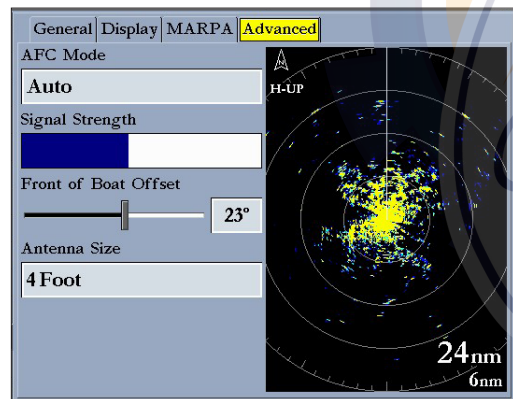 General Display MARPA Advanced
AFC Mode
Auto
Signal Strength
Front of Boat Offset
23°
Antenna Size
4 Foot
H-UP
24nm
6nm